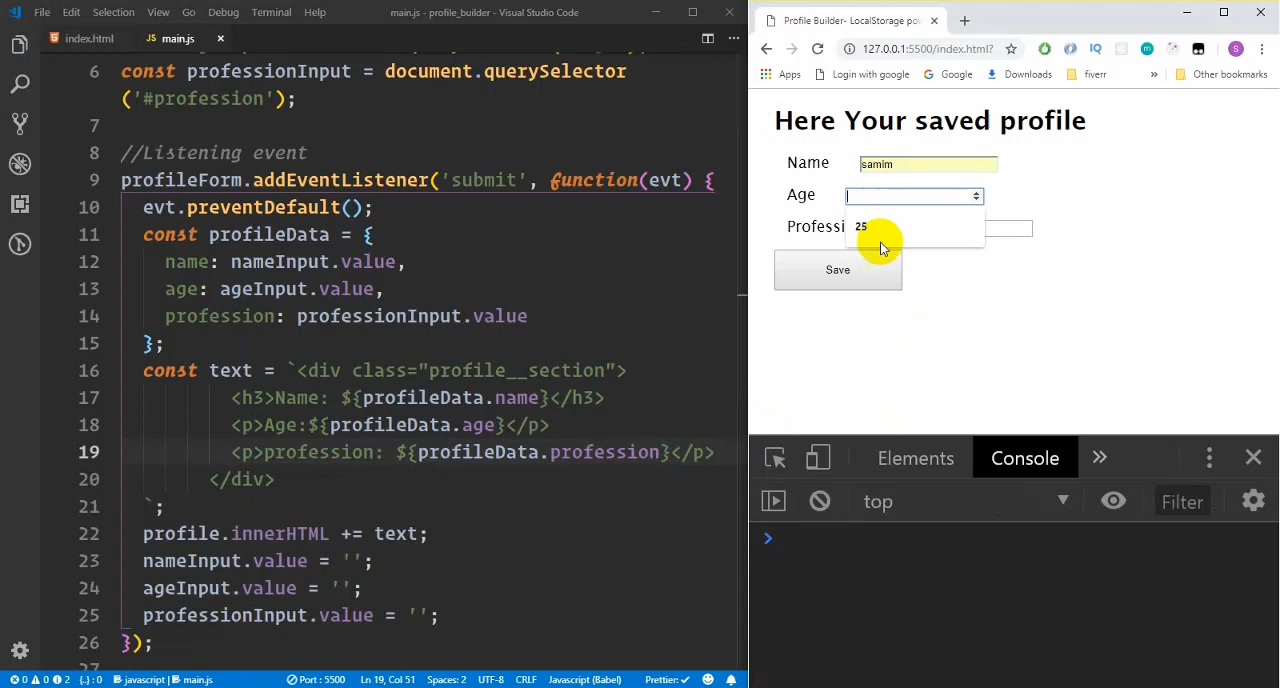 File Edit Selection View Go Debug Terminal Help main.js - profile_builder - Visual Studio Code
index.html JS main.js
6 const professionInput = document.querySelector
('#profession');
7
8 //Listening event
9 profileForm.addEventListener('submit', function(evt) {
10 evt.preventDefault();
11 const profileData = {
12 name: nameInput.value,
13 age: ageInput.value,
14 profession: professionInput.value
15 };
16 const text = `<div class="profile__section">
17 <h3>Name: ${profileData.name}</h3>
18 <p>Age:${profileData.age}</p>
19 <p>profession: ${profileData.profession}</p>
20 </div>
21 `;
22 profile.innerHTML += text;
23 nameInput.value = '';
24 ageInput.value = '';
25 professionInput.value = '';
26 });
27
0 0 2 {..} : 0 javascript | main.js Port : 5500 Ln 19, Col 51 Spaces: 2 UTF-8 CRLF Javascript (Babel) Prettier: ✓
Profile Builder- LocalStorage pow
127.0.0.1:5500/index.html? IQ m S
Apps Login with google G Google Downloads fiverr » Other bookmarks
Here Your saved profile
Name samim
Age
Professi 25
Save
Elements Console »
top Filter